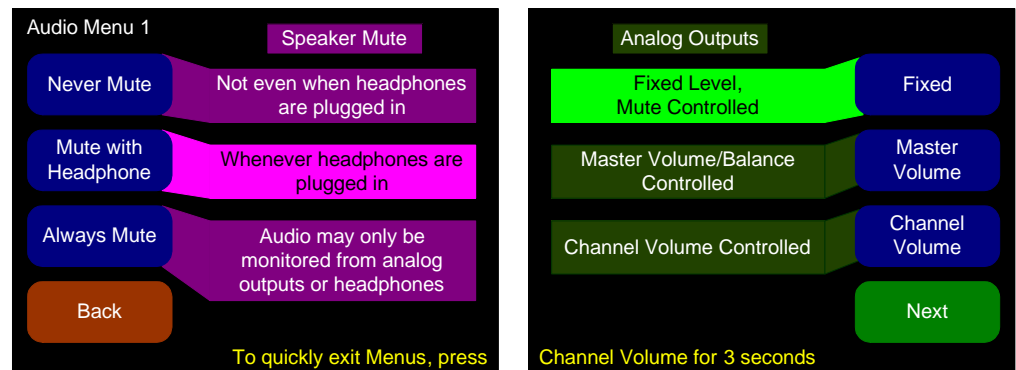 Audio Menu 1
Speaker Mute
Never Mute
Not even when headphones
are plugged in
Mute with
Headphone
Whenever headphones are
plugged in
Always Mute
Audio may only be
monitored from analog
outputs or headphones
Back
To quickly exit Menus, press
Analog Outputs
Fixed Level,
Mute Controlled
Fixed
Master Volume/Balance
Controlled
Master
Volume
Channel Volume Controlled
Channel
Volume
Next
Channel Volume for 3 seconds